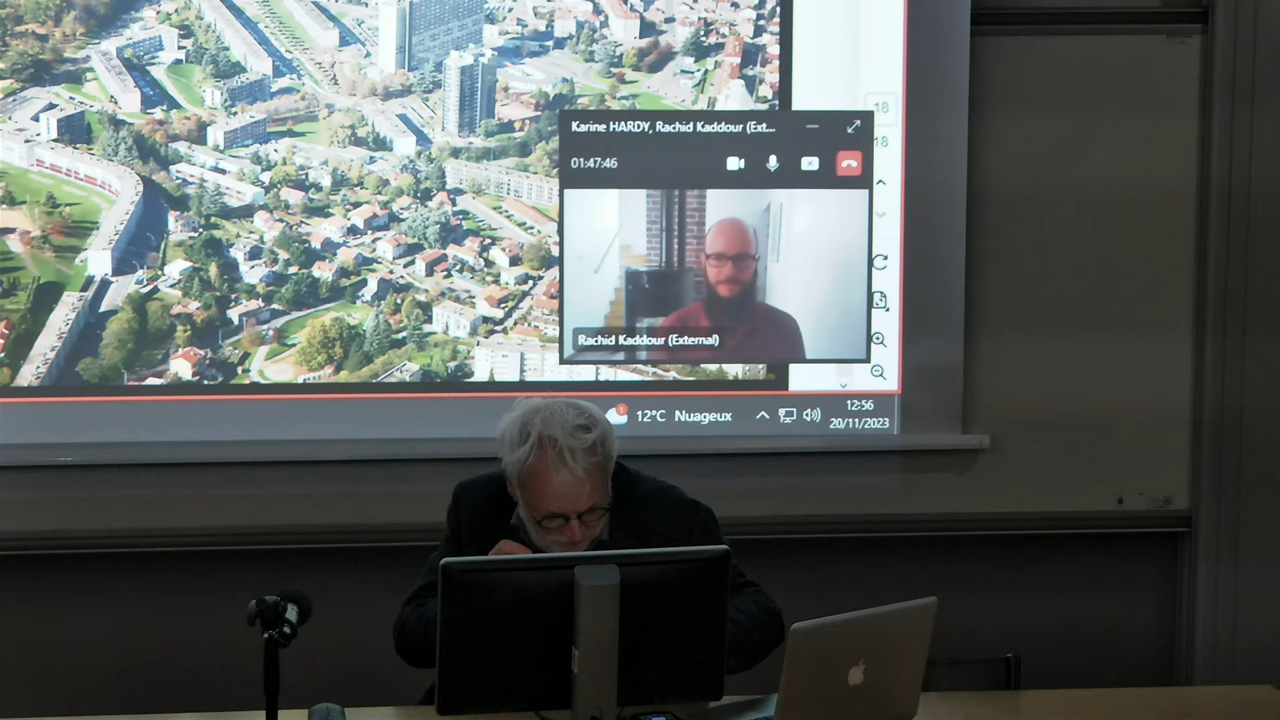 18
Karine HARDY, Rachid Kaddour (Ext...
18
01:47:46
Rachid Kaddour (External)
1
12°C Nuageux
12:56
20/11/2023